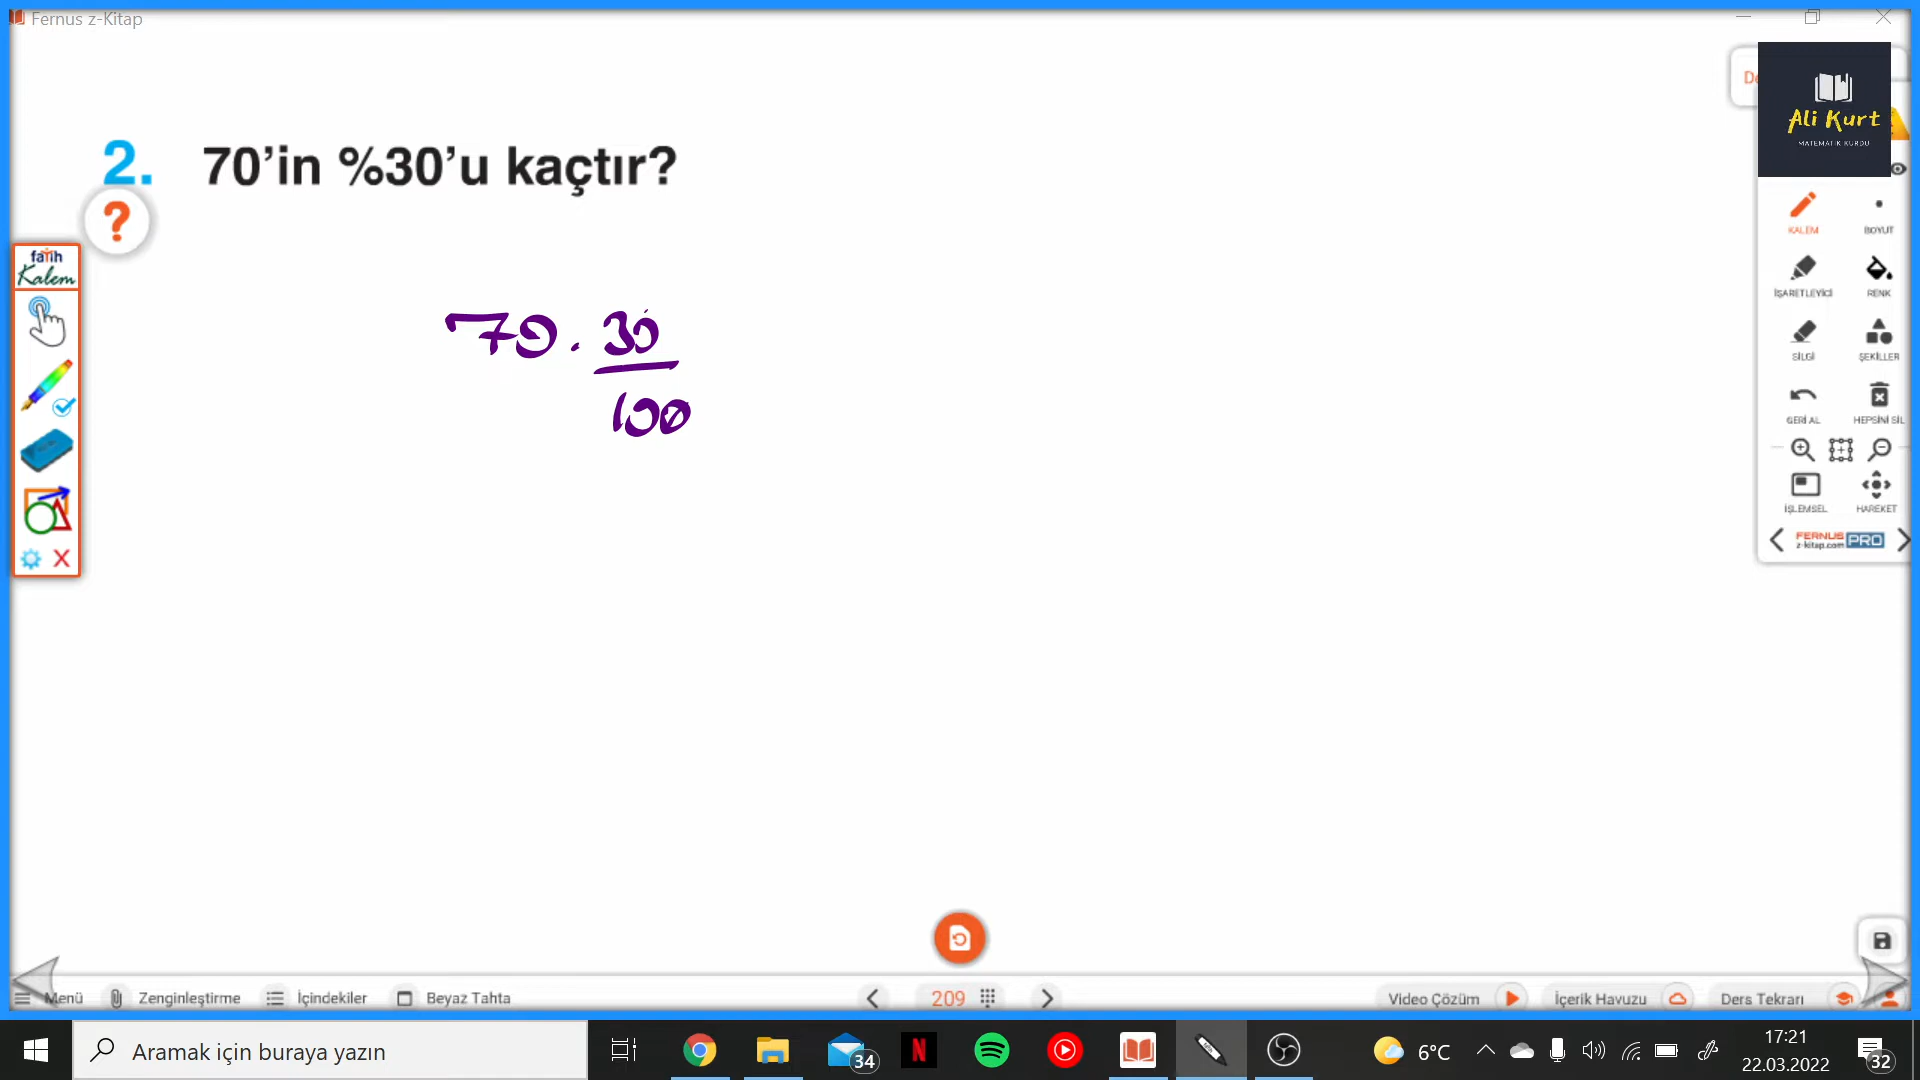 Fernus z-Kitap
Ali Kurt
MATEMATİK KURDU
2. 70'in %30'u kaçtır?
?
fatih
Kalem
70 . 30
100
KALEM BOYUT
İŞARETLEYİCİ RENK
SİLGİ ŞEKİLLER
GERİ AL HEPSİNİ SİL
İŞLEMSEL HAREKET
FERNUS
z-kitap.com PRO
Menü Zenginleştirme İçindekiler Beyaz Tahta 209 Video Çözüm İçerik Havuzu Ders Tekrarı
Aramak için buraya yazın 34 N 6°C 17:21
22.03.2022 32